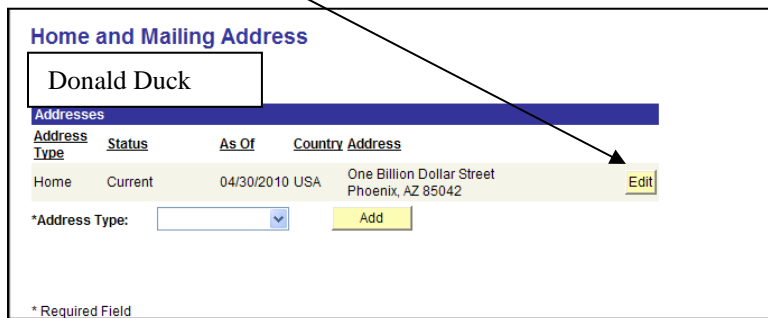 Home and Mailing Address
Donald Duck
Addresses
Address Type Status As Of Country Address
Home Current 04/30/2010 USA One Billion Dollar Street
Phoenix, AZ 85042 Edit
*Address Type: Add
* Required Field